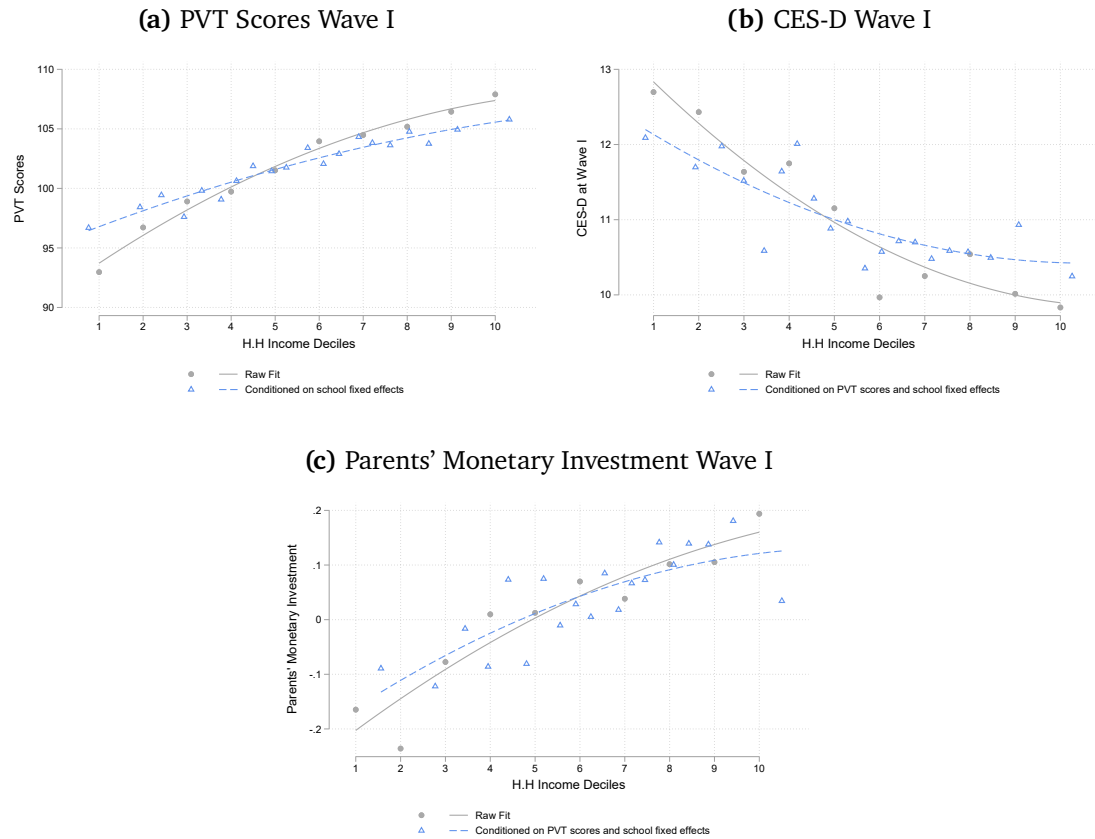 (a) PVT Scores Wave I
110
105
100
95
90
PVT Scores
1 2 3 4 5 6 7 8 9 10
H.H Income Deciles
Raw Fit
Conditioned on school fixed effects
(b) CES-D Wave I
13
12
11
10
CES-D at Wave I
1 2 3 4 5 6 7 8 9 10
H.H Income Deciles
Raw Fit
Conditioned on PVT scores and school fixed effects
(c) Parents' Monetary Investment Wave I
.2
.1
0
-.1
-.2
Parents' Monetary Investment
1 2 3 4 5 6 7 8 9 10
H.H Income Deciles
Raw Fit
Conditioned on PVT scores and school fixed effects